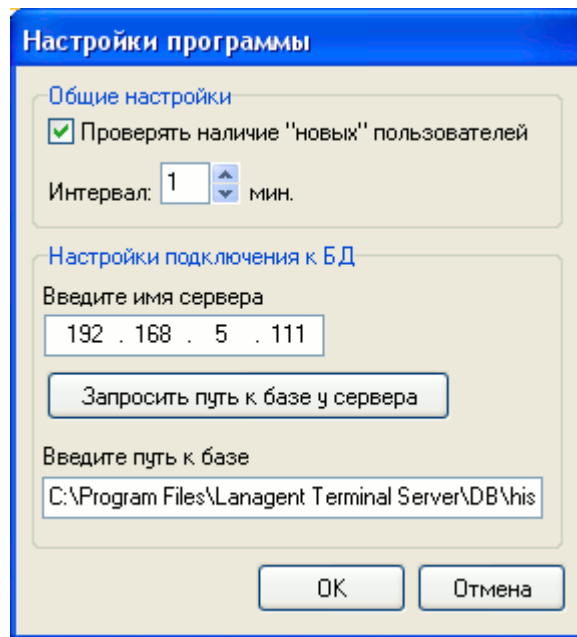 Настройки программы
Общие настройки
Проверять наличие "новых" пользователей
Интервал: 1 мин.
Настройки подключения к БД
Введите имя сервера
192 . 168 . 5 . 111
Запросить путь к базе у сервера
Введите путь к базе
C:\Program Files\Lanagent Terminal Server\DB\his
OK Отмена